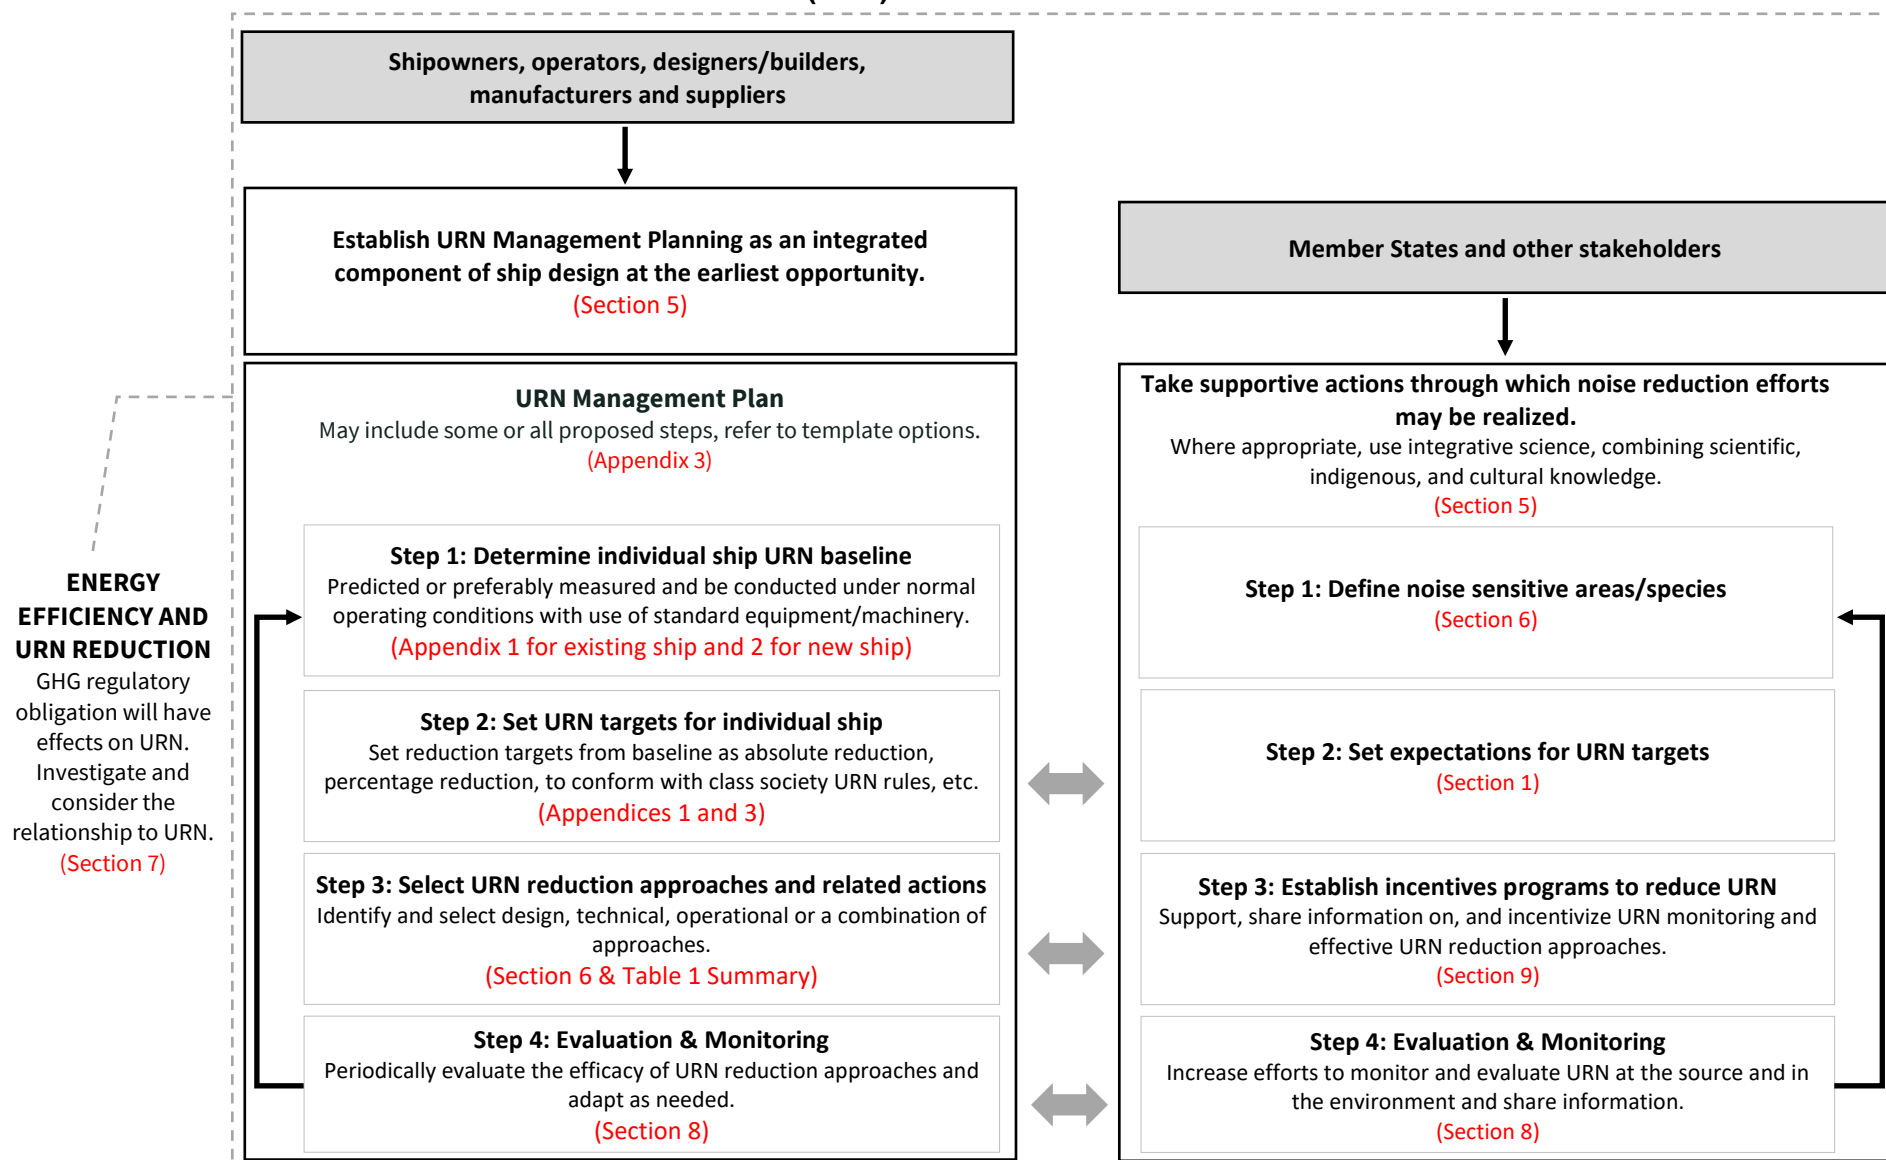 Shipowners, operators, designers/builders,
manufacturers and suppliers
Establish URN Management Planning as an integrated
component of ship design at the earliest opportunity.
(Section 5)
URN Management Plan
May include some or all proposed steps, refer to template options.
(Appendix 3)
Step 1: Determine individual ship URN baseline
Predicted or preferably measured and be conducted under normal
operating conditions with use of standard equipment/machinery.
(Appendix 1 for existing ship and 2 for new ship)
Step 2: Set URN targets for individual ship
Set reduction targets from baseline as absolute reduction,
percentage reduction, to conform with class society URN rules, etc.
(Appendices 1 and 3)
Step 3: Select URN reduction approaches and related actions
Identify and select design, technical, operational or a combination of
approaches.
(Section 6 & Table 1 Summary)
Step 4: Evaluation & Monitoring
Periodically evaluate the efficacy of URN reduction approaches and
adapt as needed.
(Section 8)
Member States and other stakeholders
Take supportive actions through which noise reduction efforts
may be realized.
Where appropriate, use integrative science, combining scientific,
indigenous, and cultural knowledge.
(Section 5)
Step 1: Define noise sensitive areas/species
(Section 6)
Step 2: Set expectations for URN targets
(Section 1)
Step 3: Establish incentives programs to reduce URN
Support, share information on, and incentivize URN monitoring and
effective URN reduction approaches.
(Section 9)
Step 4: Evaluation & Monitoring
Increase efforts to monitor and evaluate URN at the source and in
the environment and share information.
(Section 8)
ENERGY
EFFICIENCY AND
URN REDUCTION
GHG regulatory
obligation will have
effects on URN.
Investigate and
consider the
relationship to URN.
(Section 7)